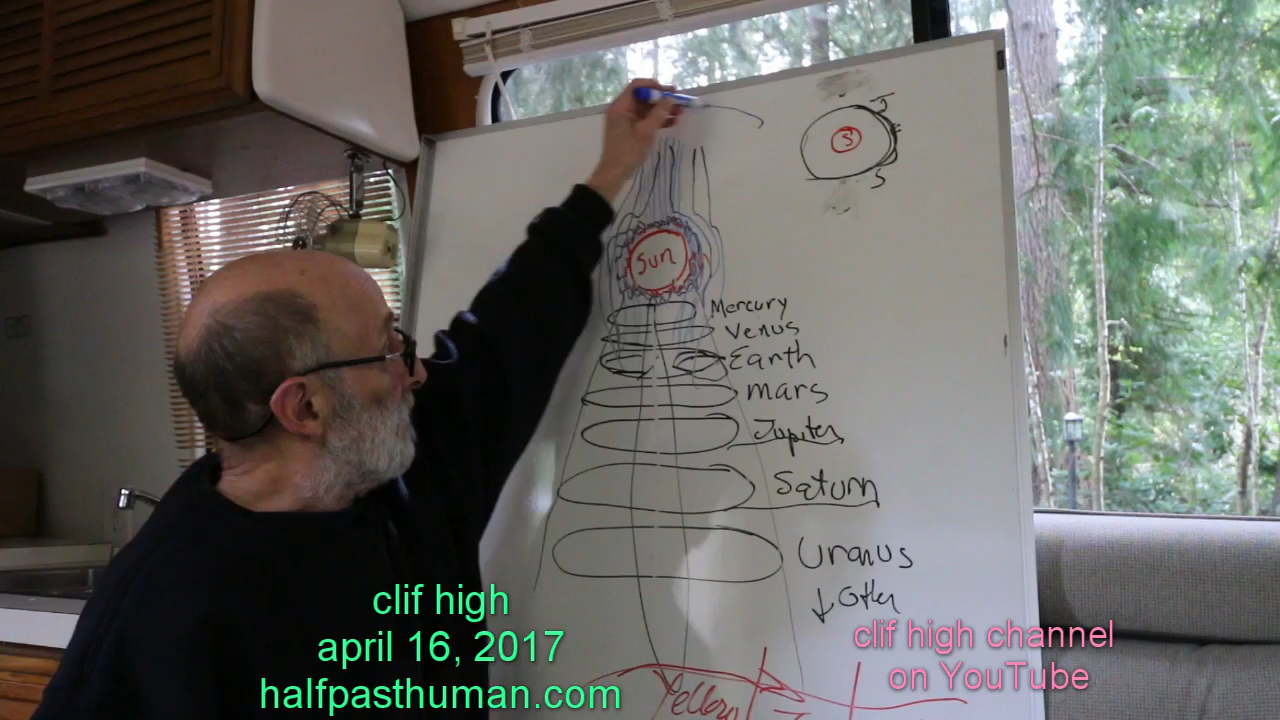 J
S
S
Sun
Mercury
Venus
Earth
mars
Jupiter
Saturn
Uranus
↓ Other
clif high
april 16, 2017
halfpasthuman.com
clif high channel
on YouTube